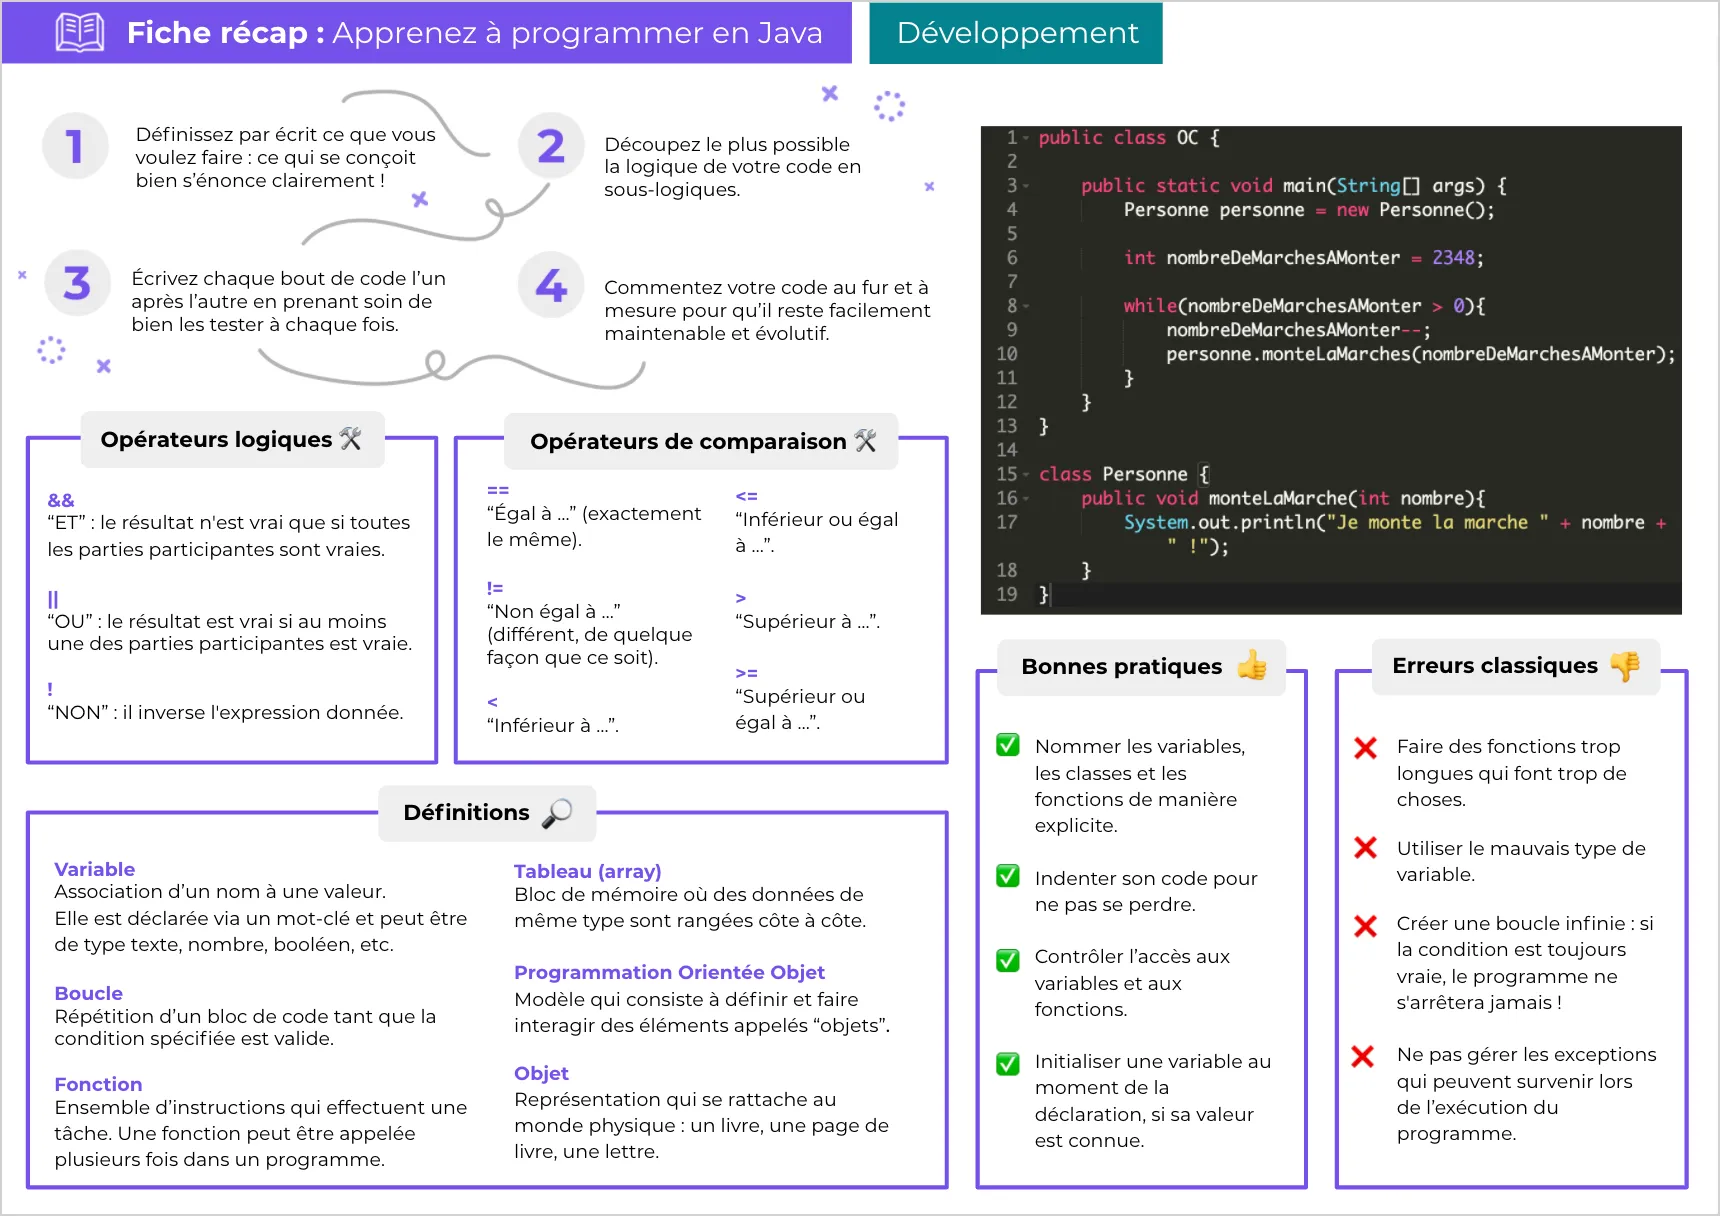 Fiche récap : Apprenez à programmer en Java
Développement
1
Définissez par écrit ce que vous
voulez faire : ce qui se conçoit
bien s’énonce clairement !
2
Découpez le plus possible
la logique de votre code en
sous-logiques.
3
Écrivez chaque bout de code l’un
après l’autre en prenant soin de
bien les tester à chaque fois.
4
Commentez votre code au fur et à
mesure pour qu’il reste facilement
maintenable et évolutif.
1 public class OC {
2
3 public static void main(String[] args) {
4 Personne personne = new Personne();
5
6 int nombreDeMarchesAMonter = 2348;
7
8 while(nombreDeMarchesAMonter > 0){
9 nombreDeMarchesAMonter--;
10 personne.monteLaMarches(nombreDeMarchesAMonter);
11 }
12 }
13 }
14
15 class Personne {
16 public void monteLaMarche(int nombre){
17 System.out.println("Je monte la marche " + nombre +
" !");
18 }
19 }
Opérateurs logiques
&&
“ET” : le résultat n'est vrai que si toutes
les parties participantes sont vraies.
||
“OU” : le résultat est vrai si au moins
une des parties participantes est vraie.
!
“NON” : il inverse l'expression donnée.
Opérateurs de comparaison
==
“Égal à ...” (exactement
le même).
!=
“Non égal à ...”
(différent, de quelque
façon que ce soit).
<
“Inférieur à ...”.
<=
“Inférieur ou égal
à ...”.
>
“Supérieur à ...”.
>=
“Supérieur ou
égal à ...”.
Définitions
Variable
Association d’un nom à une valeur.
Elle est déclarée via un mot-clé et peut être
de type texte, nombre, booléen, etc.
Boucle
Répétition d’un bloc de code tant que la
condition spécifiée est valide.
Fonction
Ensemble d’instructions qui effectuent une
tâche. Une fonction peut être appelée
plusieurs fois dans un programme.
Tableau (array)
Bloc de mémoire où des données de
même type sont rangées côte à côte.
Programmation Orientée Objet
Modèle qui consiste à définir et faire
interagir des éléments appelés “objets”.
Objet
Représentation qui se rattache au
monde physique : un livre, une page de
livre, une lettre.
Bonnes pratiques
Nommer les variables,
les classes et les
fonctions de manière
explicite.
Indenter son code pour
ne pas se perdre.
Contrôler l’accès aux
variables et aux
fonctions.
Initialiser une variable au
moment de la
déclaration, si sa valeur
est connue.
Erreurs classiques
Faire des fonctions trop
longues qui font trop de
choses.
Utiliser le mauvais type de
variable.
Créer une boucle infinie : si
la condition est toujours
vraie, le programme ne
s'arrêtera jamais !
Ne pas gérer les exceptions
qui peuvent survenir lors
de l’exécution du
programme.